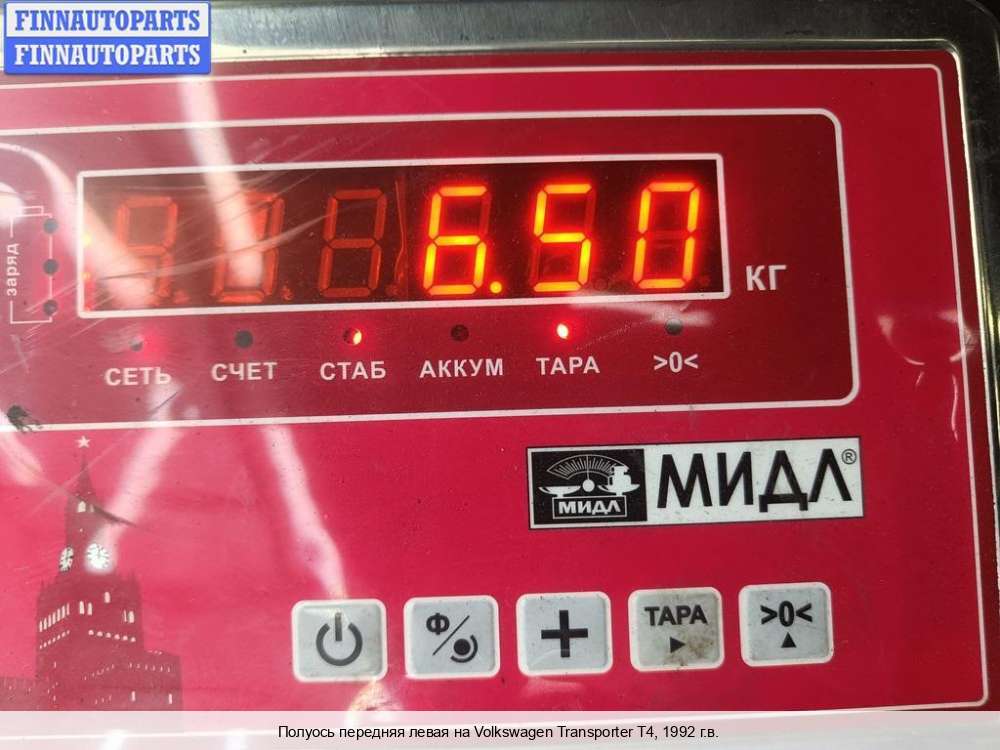 FINNAUTOPARTS
FINNAUTOPARTS
6.50
КГ
заряд
СЕТЬ СЧЕТ СТАБ АККУМ ТАРА >0<
МИДЛ®
МИДЛ
Ф ТАРА >0<
Полуось передняя левая на Volkswagen Transporter T4, 1992 г.в.